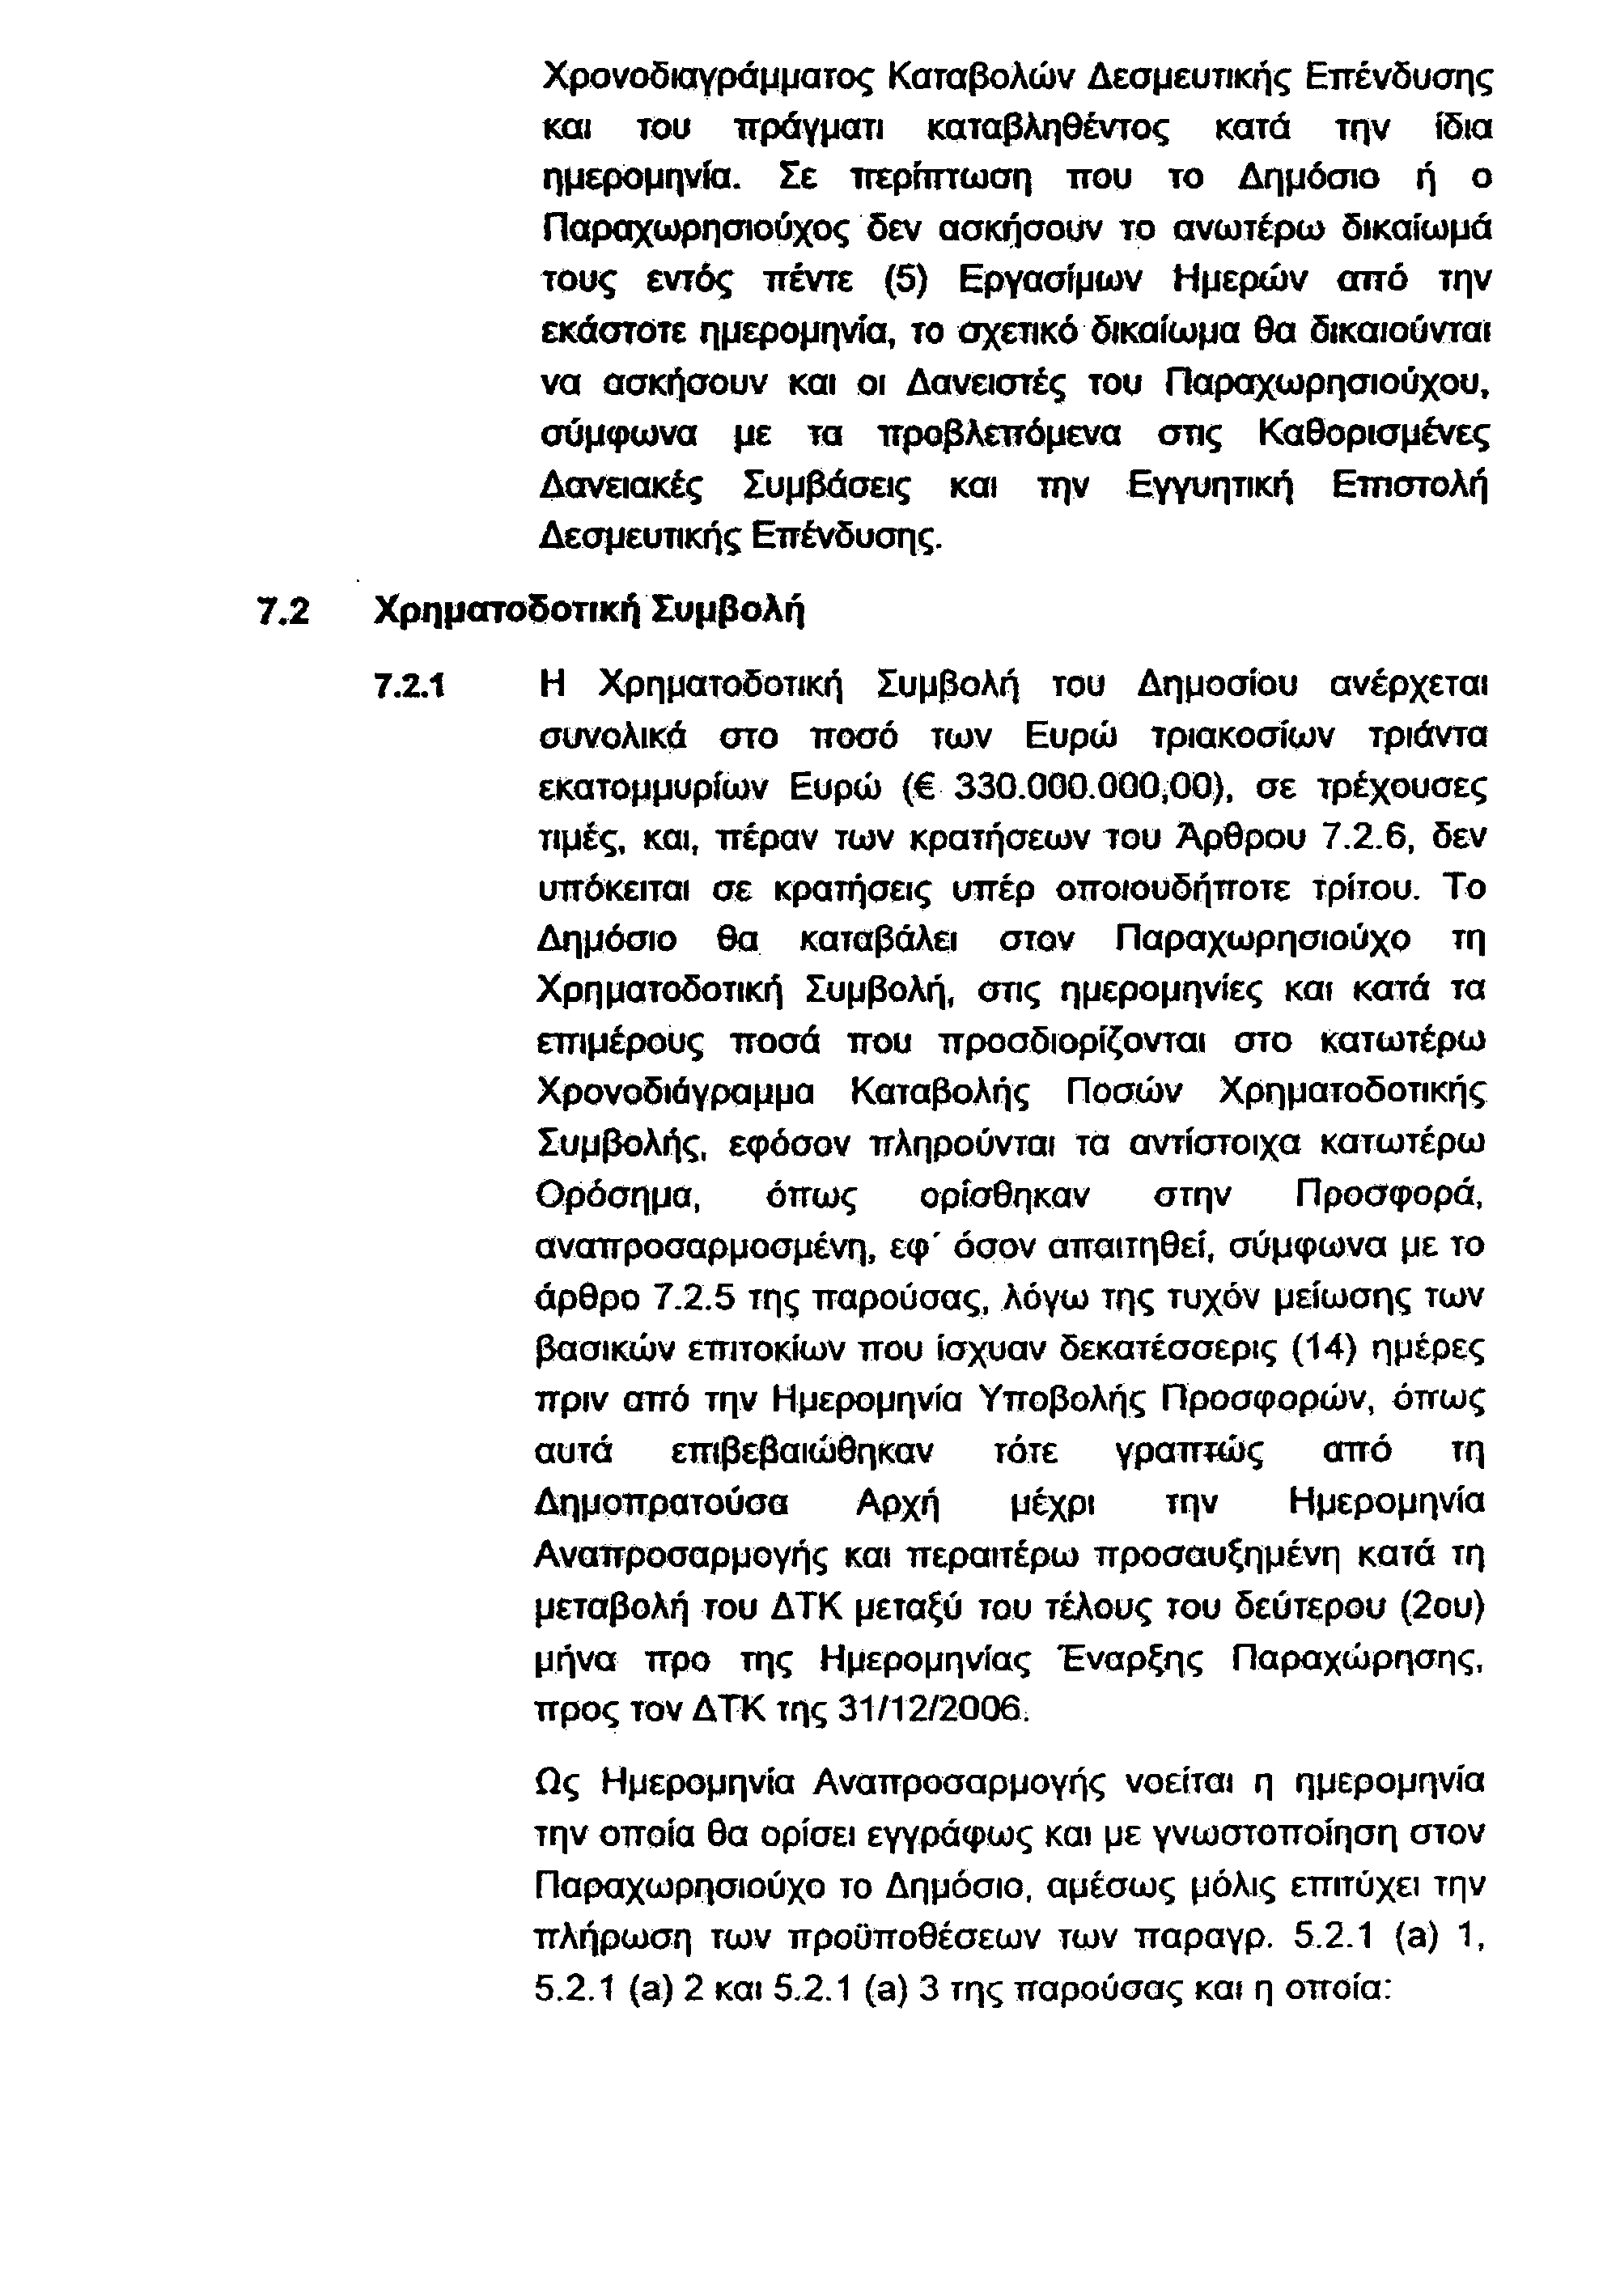 Χρονοδιαγράμματος Καταβολών Δεσμευτικής Επένδυσης
και του πράγματι καταβληθέντος κατά την ίδια
ημερομηνία. Σε περίπτωση που το Δημόσιο ή ο
Παραχωρησιούχος δεν ασκήσουν το ανωτέρω δικαίωμά
τους εντός πέντε (5) Εργασίμων Ημερών από την
εκάστοτε ημερομηνία, το σχετικό δικαίωμα θα δικαιούνται
να ασκήσουν και οι Δανειστές του Παραχωρησιούχου,
σύμφωνα με τα προβλεπόμενα στις Καθορισμένες
Δανειακές Συμβάσεις και την Εγγυητική Επιστολή
Δεσμευτικής Επένδυσης.
7.2 Χρηματοδοτική Συμβολή
7.2.1 Η Χρηματοδοτική Συμβολή του Δημοσίου ανέρχεται
συνολικά στο ποσό των Ευρώ τριακοσίων τριάντα
εκατομμυρίων Ευρώ (€ 330.000.000,00), σε τρέχουσες
τιμές, και, πέραν των κρατήσεων του Άρθρου 7.2.6, δεν
υπόκειται σε κρατήσεις υπέρ οποιουδήποτε τρίτου. Το
Δημόσιο θα καταβάλει στον Παραχωρησιούχο τη
Χρηματοδοτική Συμβολή, στις ημερομηνίες και κατά τα
επιμέρους ποσά που προσδιορίζονται στο κατωτέρω
Χρονοδιάγραμμα Καταβολής Ποσών Χρηματοδοτικής
Συμβολής, εφόσον πληρούνται τα αντίστοιχα κατωτέρω
Ορόσημα, όπως ορίσθηκαν στην Προσφορά,
αναπροσαρμοσμένη, εφ΄ όσον απαιτηθεί, σύμφωνα με το
άρθρο 7.2.5 της παρούσας, λόγω της τυχόν μείωσης των
βασικών επιτοκίων που ίσχυαν δεκατέσσερις (14) ημέρες
πριν από την Ημερομηνία Υποβολής Προσφορών, όπως
αυτά επιβεβαιώθηκαν τότε γραπτώς από τη
Δημοπρατούσα Αρχή μέχρι την Ημερομηνία
Αναπροσαρμογής και περαιτέρω προσαυξημένη κατά τη
μεταβολή του ΔΤΚ μεταξύ του τέλους του δεύτερου (2ου)
μήνα προ της Ημερομηνίας Έναρξης Παραχώρησης,
προς τον ΔΤΚ της 31/12/2006.
Ως Ημερομηνία Αναπροσαρμογής νοείται η ημερομηνία
την οποία θα ορίσει εγγράφως και με γνωστοποίηση στον
Παραχωρησιούχο το Δημόσιο, αμέσως μόλις επιτύχει την
πλήρωση των προϋποθέσεων των παραγρ. 5.2.1 (a) 1,
5.2.1 (a) 2 και 5.2.1 (a) 3 της παρούσας και η οποία: